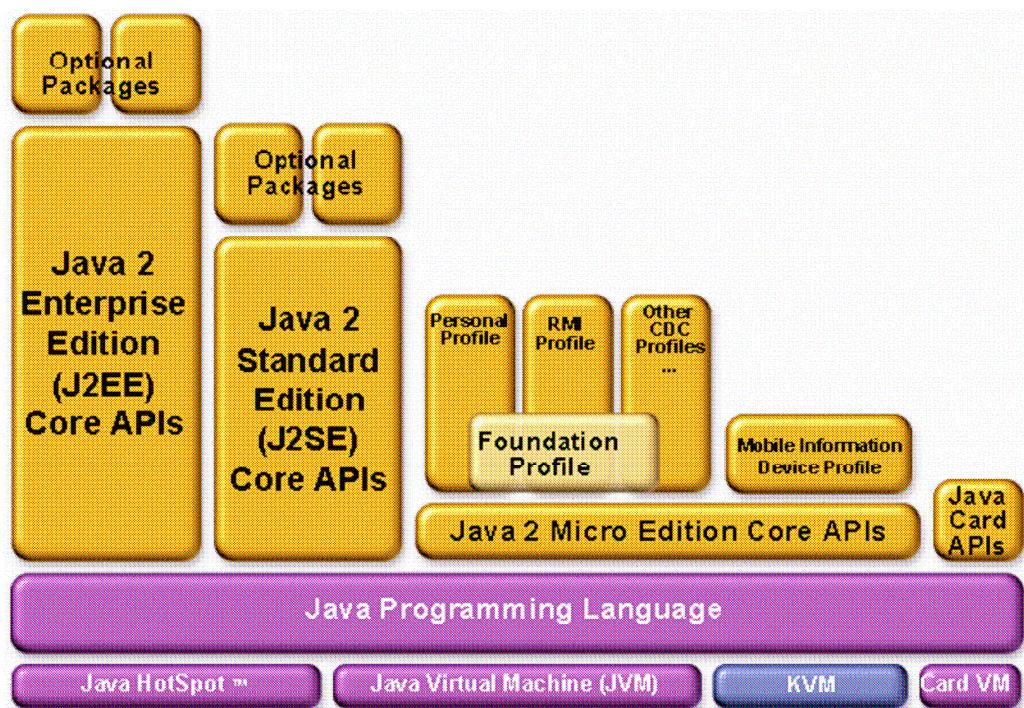 Optional
Packages
Optional
Packages
Java 2
Enterprise
Edition
(J2EE)
Core APIs
Java 2
Standard
Edition
(J2SE)
Core APIs
Personal
Profile
RMI
Profile
Other
CDC
Profiles
...
Foundation
Profile
Mobile Information
Device Profile
Java 2 Micro Edition Core APIs
Java
Card
APIs
Java Programming Language
Java HotSpot ™
Java Virtual Machine (JVM)
KVM
Card VM